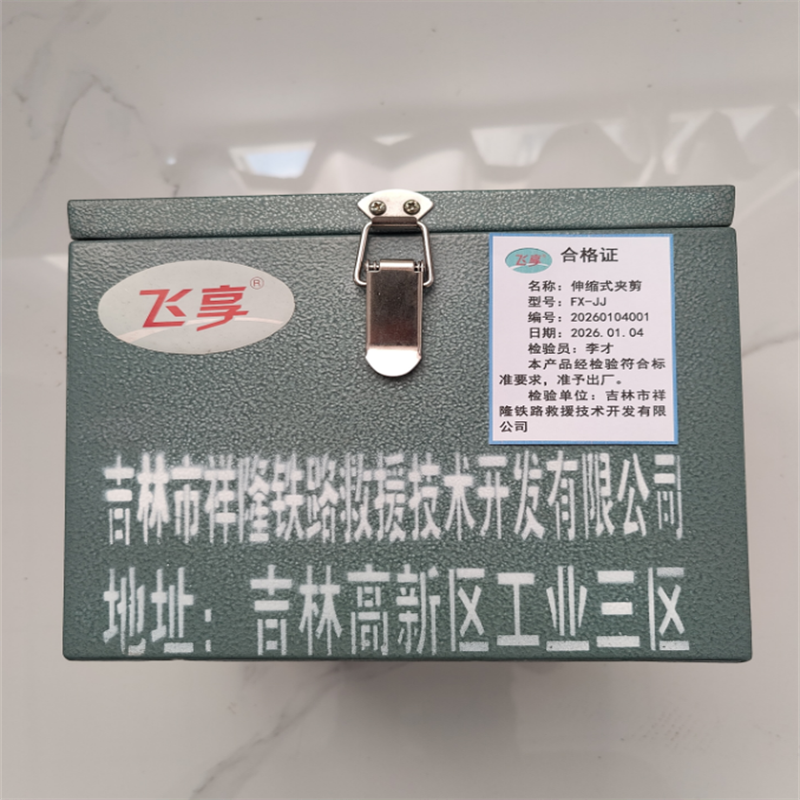 飞享®
飞享 合格证
名称：伸缩式夹剪
型号：FX-JJ
编号：20260104001
日期：2026.01.04
检验员：李才
本产品经检验符合标
准要求，准予出厂。
检验单位：吉林市祥
隆铁路救援技术开发有限
公司
吉林市祥隆铁路救援技术开发有限公司
地址：吉林高新区工业三区